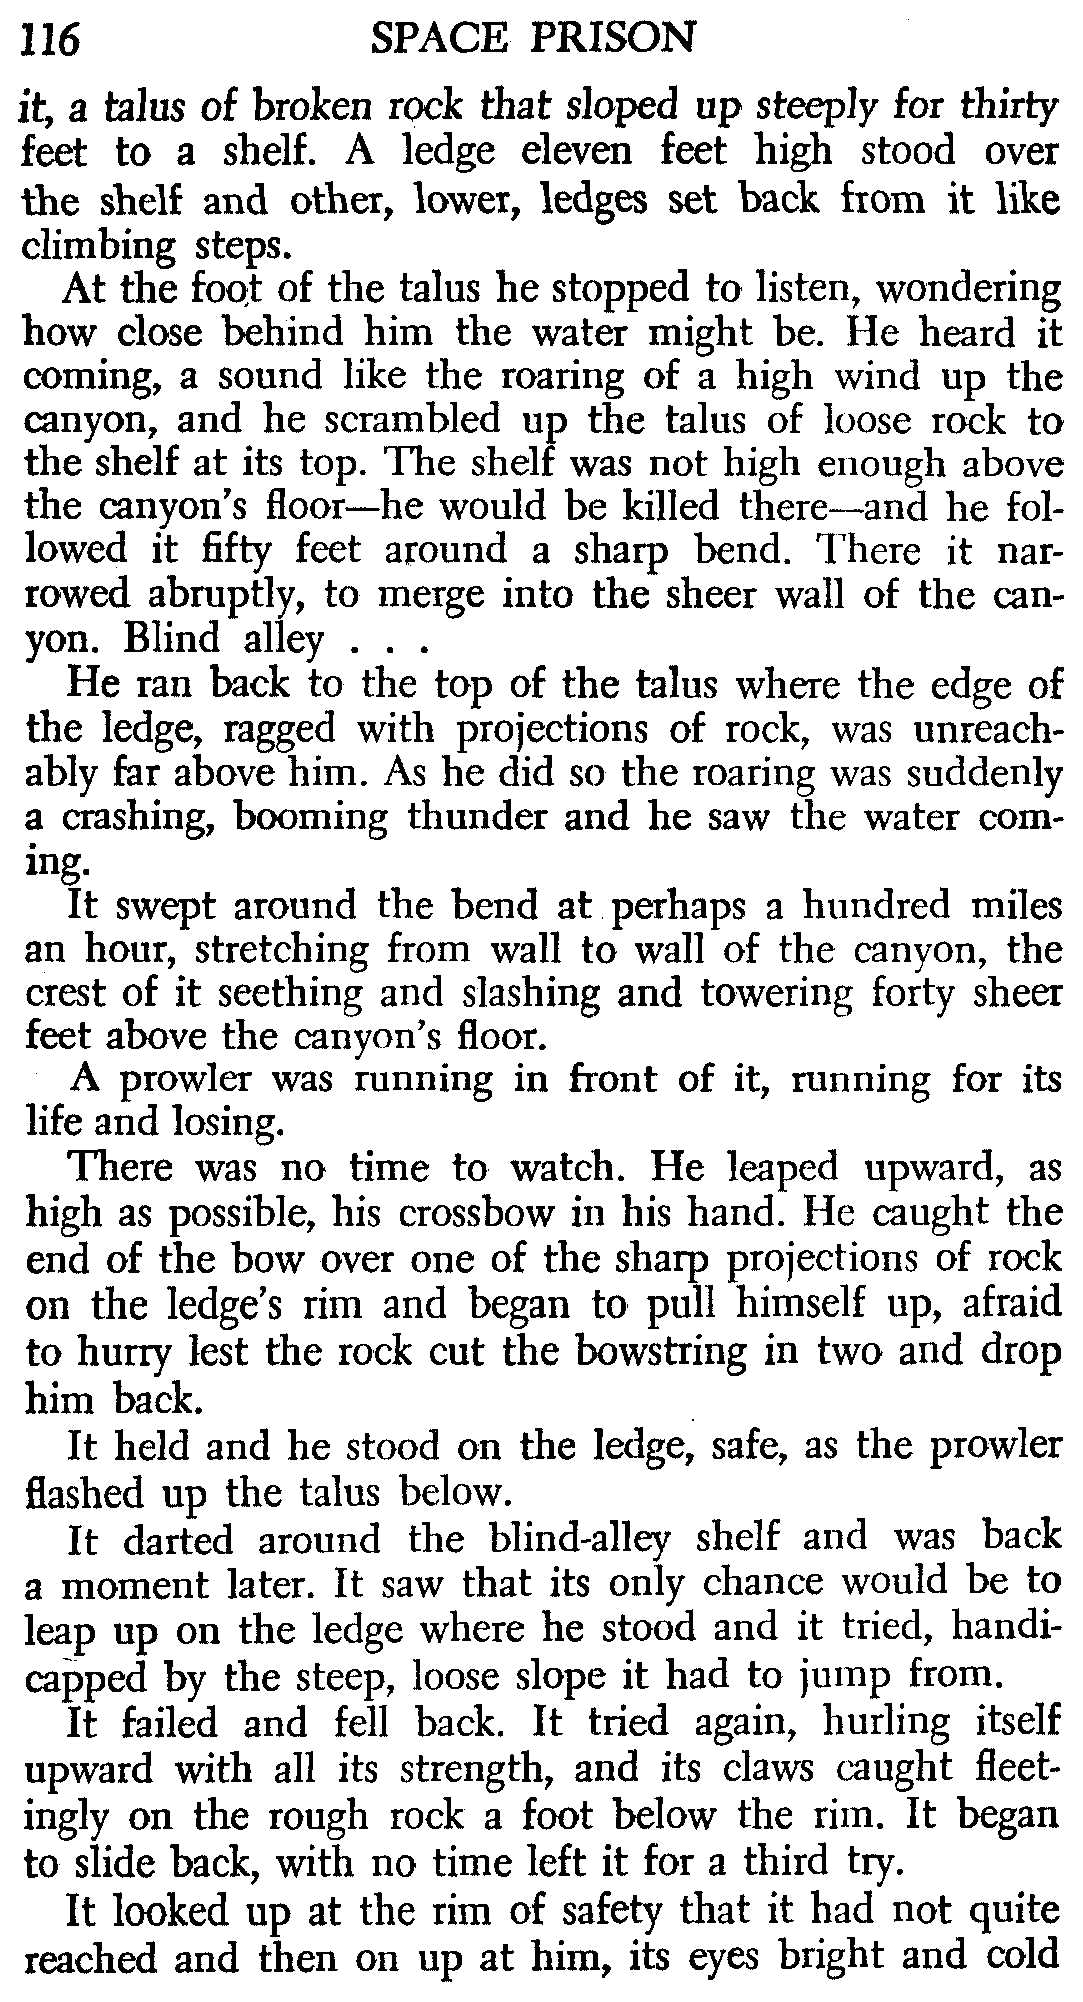 116 SPACE PRISON
it, a talus of broken rock that sloped up steeply for thirty
feet to a shelf. A ledge eleven feet high stood over
the shelf and other, lower, ledges set back from it like
climbing steps.
At the foot of the talus he stopped to listen, wondering
how close behind him the water might be. He heard it
coming, a sound like the roaring of a high wind up the
canyon, and he scrambled up the talus of loose rock to
the shelf at its top. The shelf was not high enough above
the canyon's floor—he would be killed there—and he fol-
lowed it fifty feet around a sharp bend. There it nar-
rowed abruptly, to merge into the sheer wall of the can-
yon. Blind alley . . .
He ran back to the top of the talus where the edge of
the ledge, ragged with projections of rock, was unreach-
ably far above him. As he did so the roaring was suddenly
a crashing, booming thunder and he saw the water com-
ing.
It swept around the bend at perhaps a hundred miles
an hour, stretching from wall to wall of the canyon, the
crest of it seething and slashing and towering forty sheer
feet above the canyon's floor.
A prowler was running in front of it, running for its
life and losing.
There was no time to watch. He leaped upward, as
high as possible, his crossbow in his hand. He caught the
end of the bow over one of the sharp projections of rock
on the ledge's rim and began to pull himself up, afraid
to hurry lest the rock cut the bowstring in two and drop
him back.
It held and he stood on the ledge, safe, as the prowler
flashed up the talus below.
It darted around the blind-alley shelf and was back
a moment later. It saw that its only chance would be to
leap up on the ledge where he stood and it tried, handi-
capped by the steep, loose slope it had to jump from.
It failed and fell back. It tried again, hurling itself
upward with all its strength, and its claws caught fleet-
ingly on the rough rock a foot below the rim. It began
to slide back, with no time left it for a third try.
It looked up at the rim of safety that it had not quite
reached and then on up at him, its eyes bright and cold